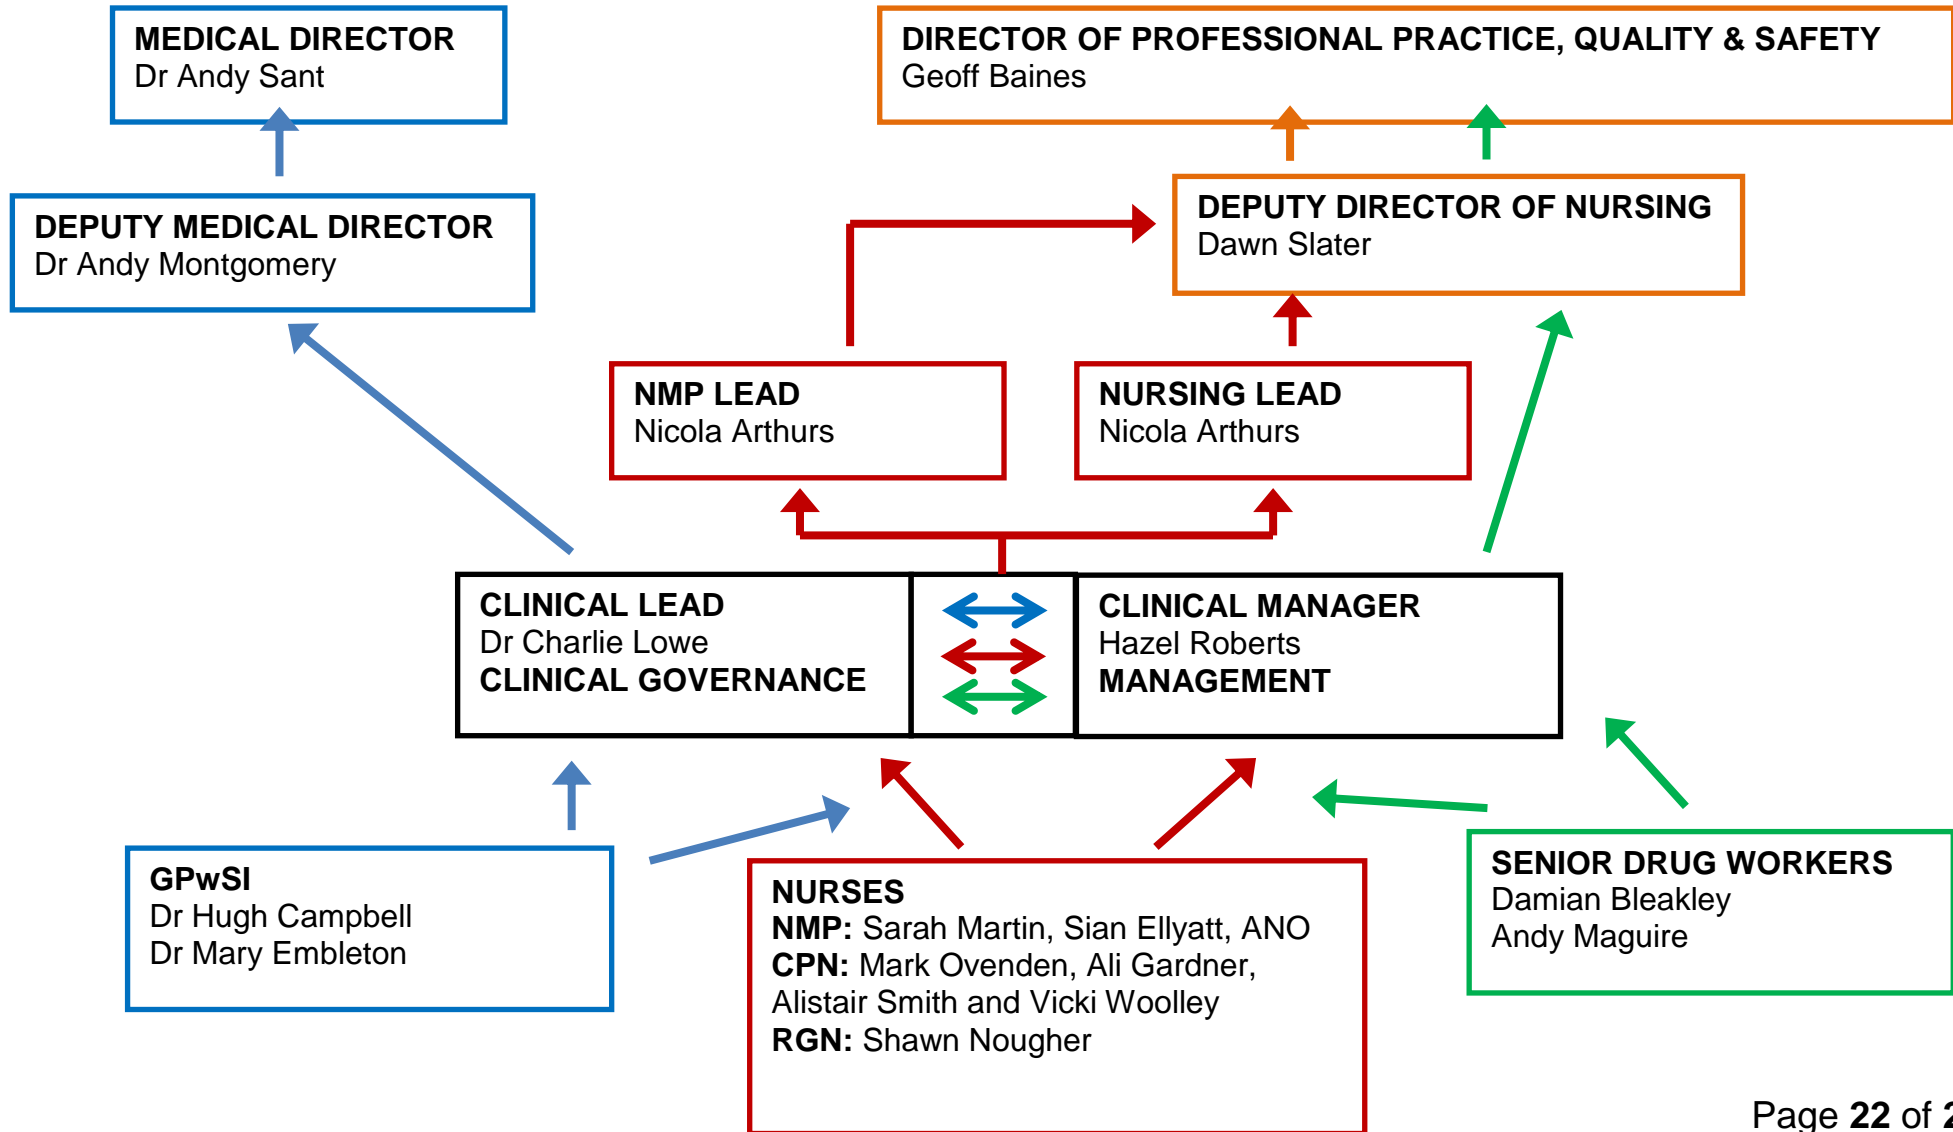 MEDICAL DIRECTOR
Dr Andy Sant
DIRECTOR OF PROFESSIONAL PRACTICE, QUALITY & SAFETY
Geoff Baines
DEPUTY MEDICAL DIRECTOR
Dr Andy Montgomery
DEPUTY DIRECTOR OF NURSING
Dawn Slater
NMP LEAD
Nicola Arthurs
NURSING LEAD
Nicola Arthurs
CLINICAL LEAD
Dr Charlie Lowe
CLINICAL GOVERNANCE
CLINICAL MANAGER
Hazel Roberts
MANAGEMENT
GPwSI
Dr Hugh Campbell
Dr Mary Embleton
NURSES
NMP: Sarah Martin, Sian Ellyatt, ANO
CPN: Mark Ovenden, Ali Gardner,
Alistair Smith and Vicki Woolley
RGN: Shawn Nougher
SENIOR DRUG WORKERS
Damian Bleakley
Andy Maguire
Page 22 of